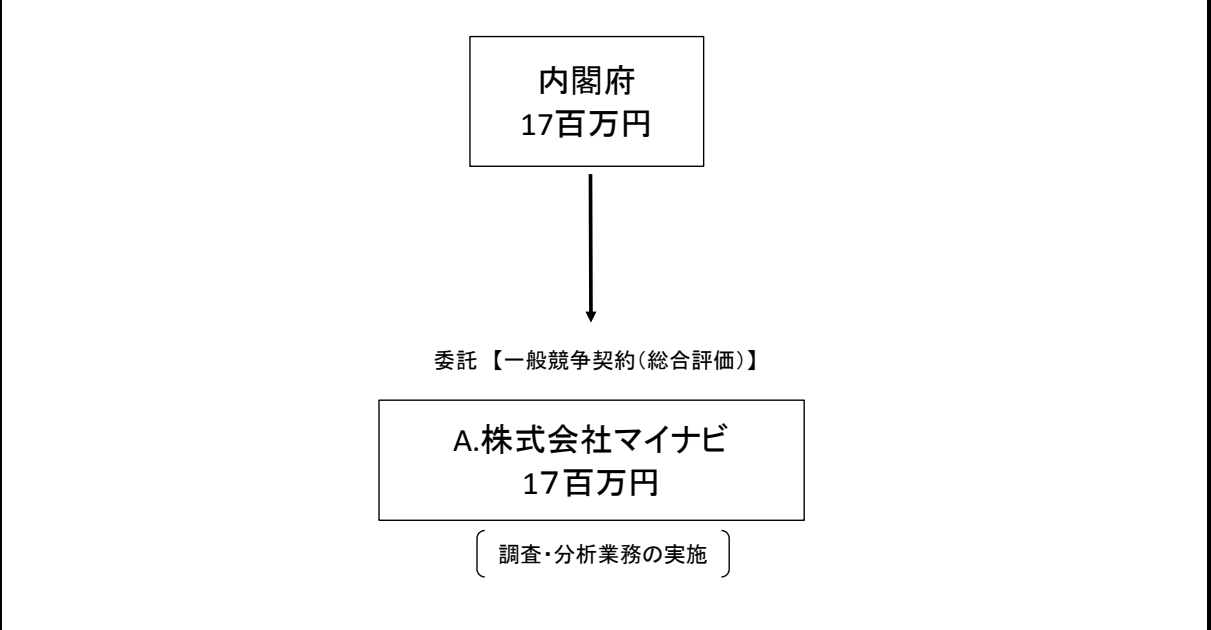 内閣府
17百万円
委託 【一般競争契約（総合評価）】
A.株式会社マイナビ
17百万円
調査・分析業務の実施